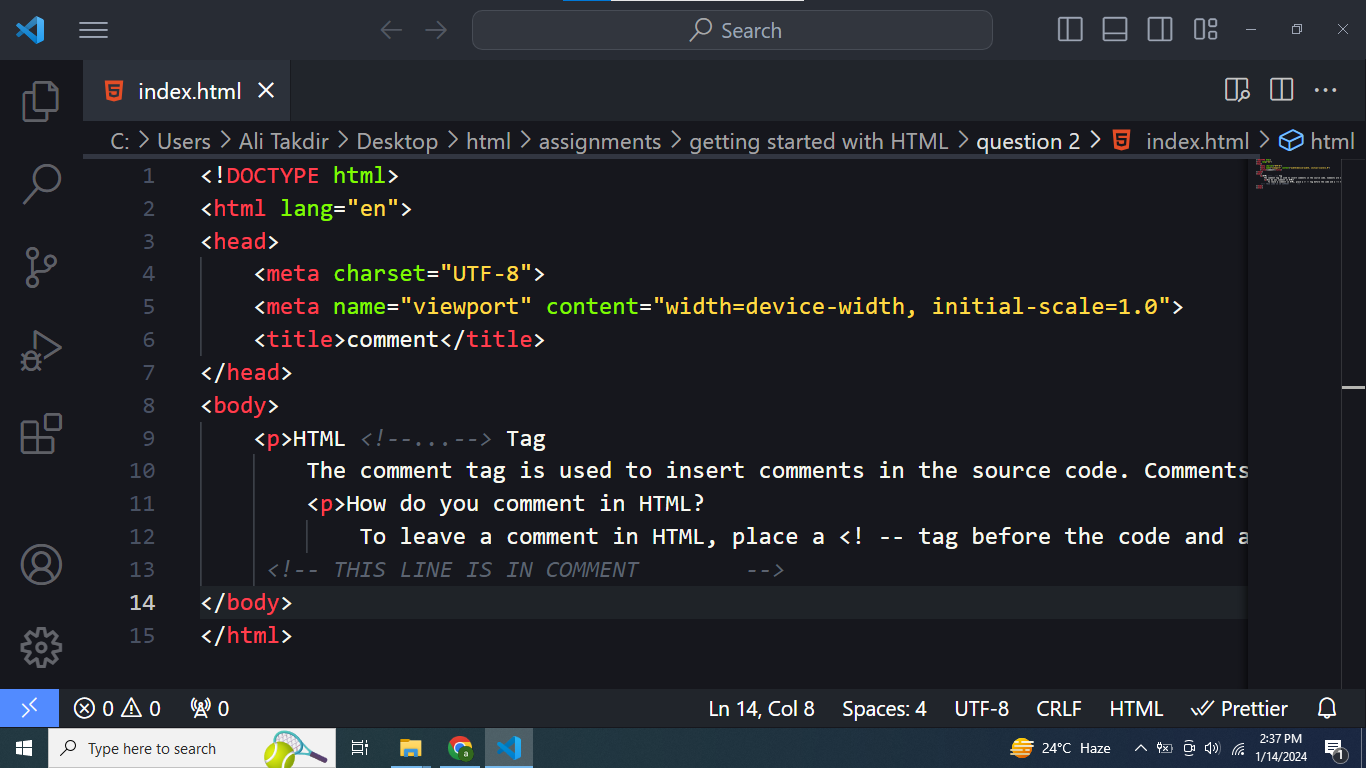 Search
index.html
C: > Users > Ali Takdir > Desktop > html > assignments > getting started with HTML > question 2 > index.html > html
1 <!DOCTYPE html>
2 <html lang="en">
3 <head>
4 <meta charset="UTF-8">
5 <meta name="viewport" content="width=device-width, initial-scale=1.0">
6 <title>comment</title>
7 </head>
8 <body>
9 <p>HTML <!--...--> Tag
10 The comment tag is used to insert comments in the source code. Comments
11 <p>How do you comment in HTML?
12 To leave a comment in HTML, place a <! -- tag before the code and a
13 <!-- THIS LINE IS IN COMMENT -->
14 </body>
15 </html>
0 0 0 Ln 14, Col 8 Spaces: 4 UTF-8 CRLF HTML Prettier
Type here to search a 24°C Haze 2:37 PM
1/14/2024 1